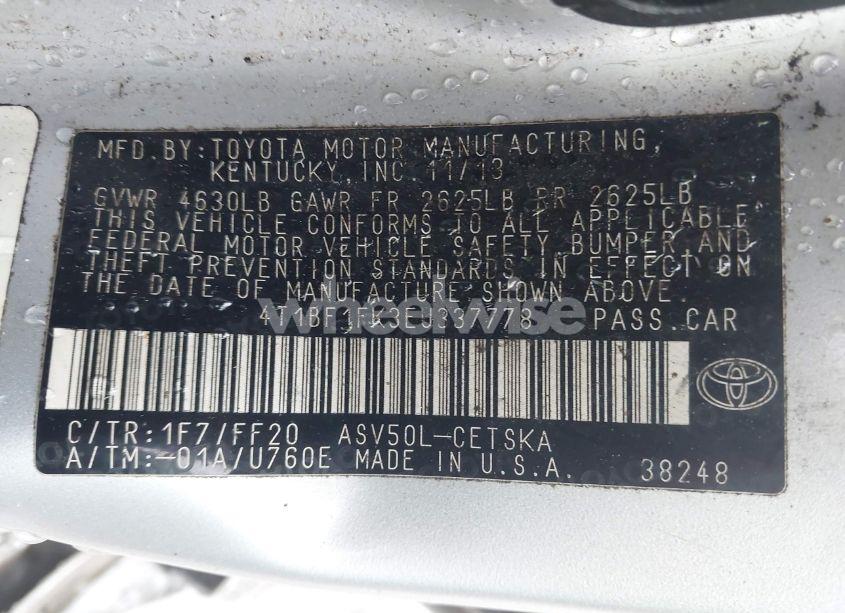 MFD. BY: TOYOTA MOTOR MANUFACTURING,
KENTUCKY, INC. 11/13
GVWR 4630LB GAWR FR 2625LB RR 2625LB
THIS VEHICLE CONFORMS TO ALL APPLICABLE
FEDERAL MOTOR VEHICLE SAFETY, BUMPER, AND
THEFT PREVENTION STANDARDS IN EFFECT ON
THE DATE OF MANUFACTURE SHOWN ABOVE.
PASS. CAR
wheelwise
C/TR: 1F7/FF20 ASV50L-CETSKA
A/TM: -01A/U760E MADE IN U.S.A. 38248